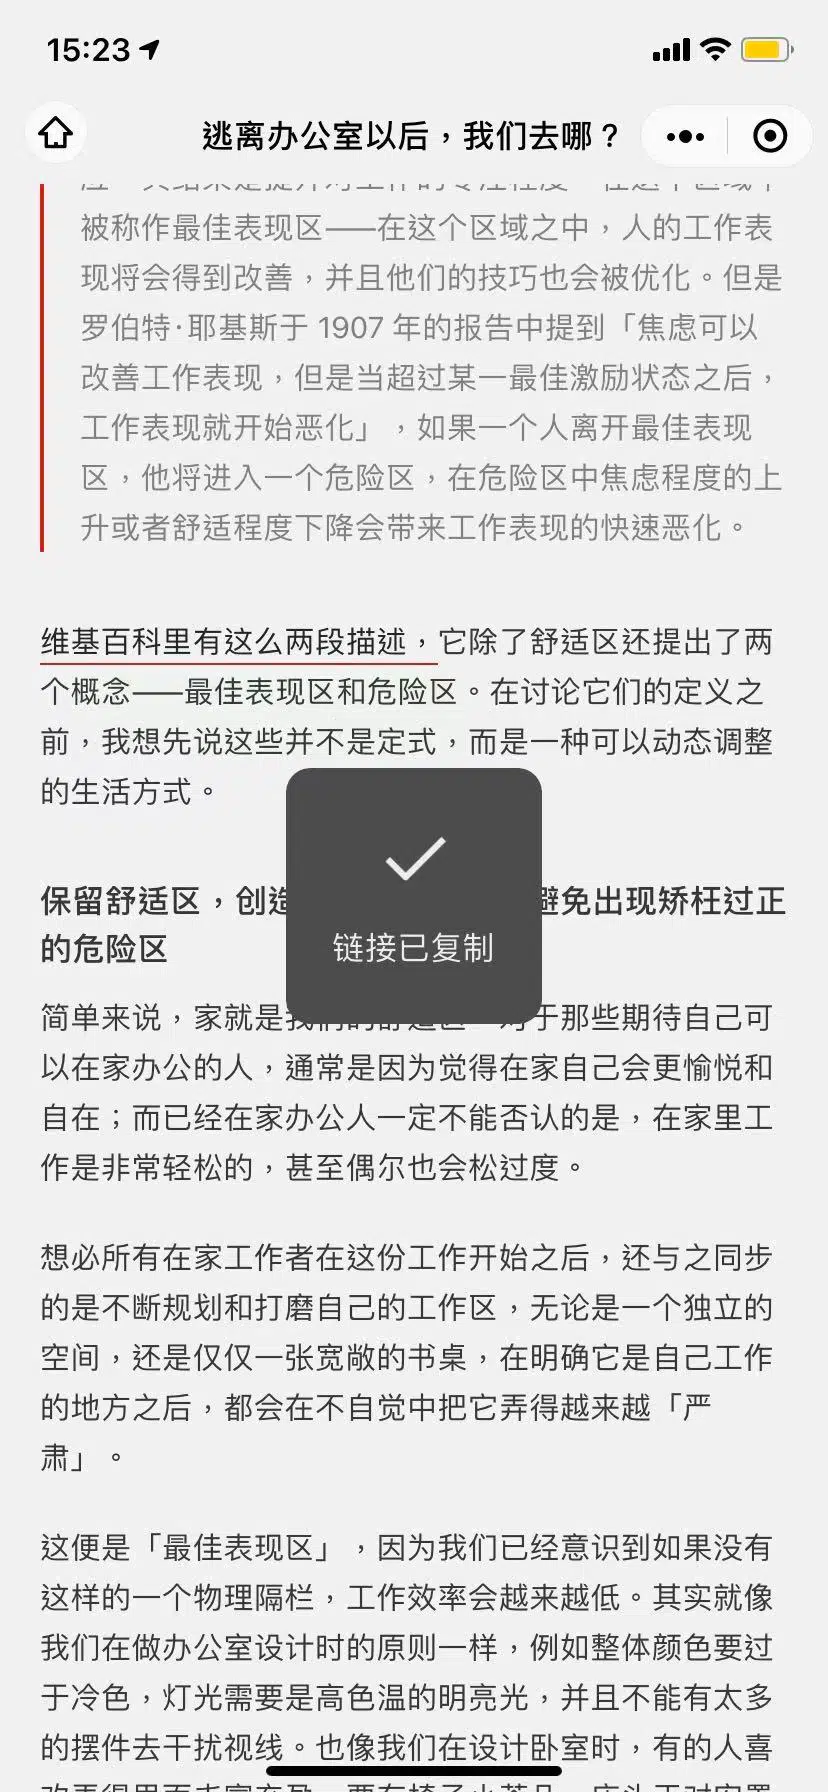 15:23
逃离办公室以后，我们去哪？
被称作最佳表现区——在这个区域之中，人的工作表
现将会得到改善，并且他们的技巧也会被优化。但是
罗伯特·耶基斯于 1907 年的报告中提到「焦虑可以
改善工作表现，但是当超过某一最佳激励状态之后，
工作表现就开始恶化」，如果一个人离开最佳表现
区，他将进入一个危险区，在危险区中焦虑程度的上
升或者舒适程度下降会带来工作表现的快速恶化。
维基百科里有这么两段描述，它除了舒适区还提出了两
个概念——最佳表现区和危险区。在讨论它们的定义之
前，我想先说这些并不是定式，而是一种可以动态调整
的生活方式。
保留舒适区，创造 避免出现矫枉过正
的危险区
链接已复制
简单来说，家就是我们的舒适区 对于那些期待自己可
以在家办公的人，通常是因为觉得在家自己会更愉悦和
自在；而已经在家办公人一定不能否认的是，在家里工
作是非常轻松的，甚至偶尔也会松过度。
想必所有在家工作者在这份工作开始之后，还与之同步
的是不断规划和打磨自己的工作区，无论是一个独立的
空间，还是仅仅一张宽敞的书桌，在明确它是自己工作
的地方之后，都会在不自觉中把它弄得越来越「严
肃」。
这便是「最佳表现区」，因为我们已经意识到如果没有
这样的一个物理隔栏，工作效率会越来越低。其实就像
我们在做办公室设计时的原则一样，例如整体颜色要过
于冷色，灯光需要是高色温的明亮光，并且不能有太多
的摆件去干扰视线。也像我们在设计卧室时，有的人喜